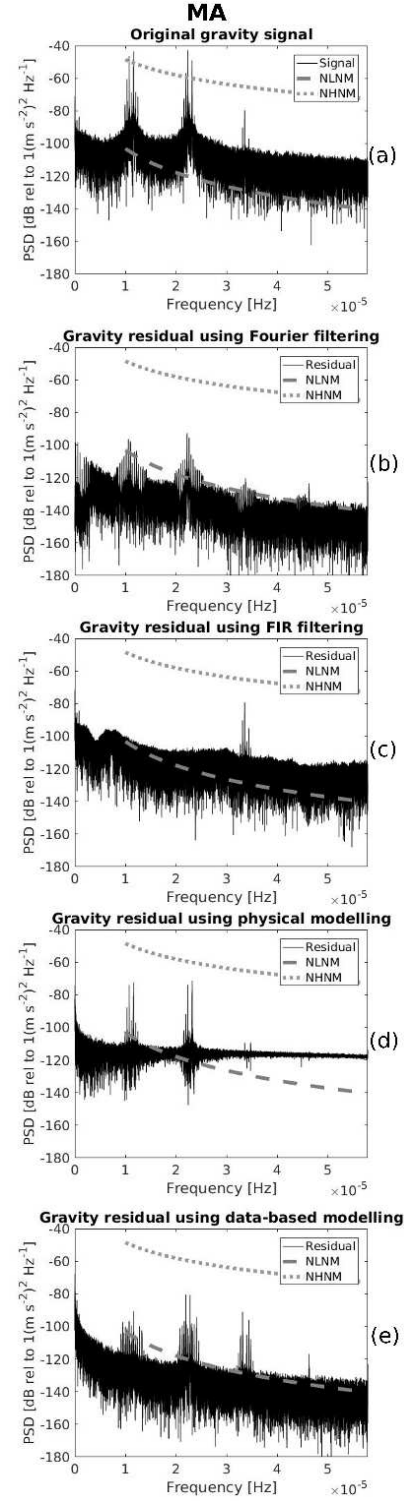 MA
Original gravity signal
-40
-60
-80
-100
-120
-140
-160
-180
PSD [dB rel to 1(m s-2)2 Hz-1]
Signal
NLNM
NHNM
(a)
0 1 2 3 4 5
Frequency [Hz]
×10-5
Gravity residual using Fourier filtering
-40
-60
-80
-100
-120
-140
-160
-180
PSD [dB rel to 1(m s-2)2 Hz-1]
Residual
NLNM
NHNM
(b)
0 1 2 3 4 5
Frequency [Hz]
×10-5
Gravity residual using FIR filtering
-40
-60
-80
-100
-120
-140
-160
-180
PSD [dB rel to 1(m s-2)2 Hz-1]
Residual
NLNM
NHNM
(c)
0 1 2 3 4 5
Frequency [Hz]
×10-5
Gravity residual using physical modelling
-40
-60
-80
-100
-120
-140
-160
-180
PSD [dB rel to 1(m s-2)2 Hz-1]
Residual
NLNM
NHNM
(d)
0 1 2 3 4 5
Frequency [Hz]
×10-5
Gravity residual using data-based modelling
-40
-60
-80
-100
-120
-140
-160
-180
PSD [dB rel to 1(m s-2)2 Hz-1]
Residual
NLNM
NHNM
(e)
0 1 2 3 4 5
Frequency [Hz]
×10-5